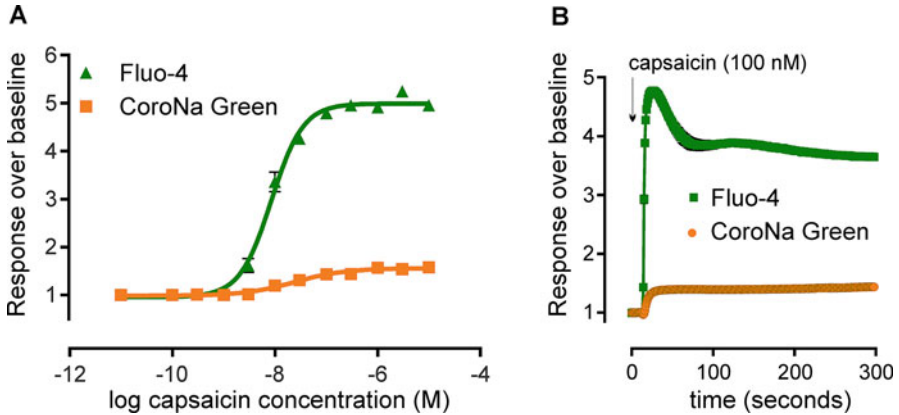 A
Response over baseline
6
5
4
3
2
1
Fluo-4
CoroNa Green
-12
-10
-8
-6
-4
log capsaicin concentration (M)
B
Response over baseline
capsaicin (100 nM)
5
4
3
2
1
Fluo-4
CoroNa Green
0
100
200
300
time (seconds)